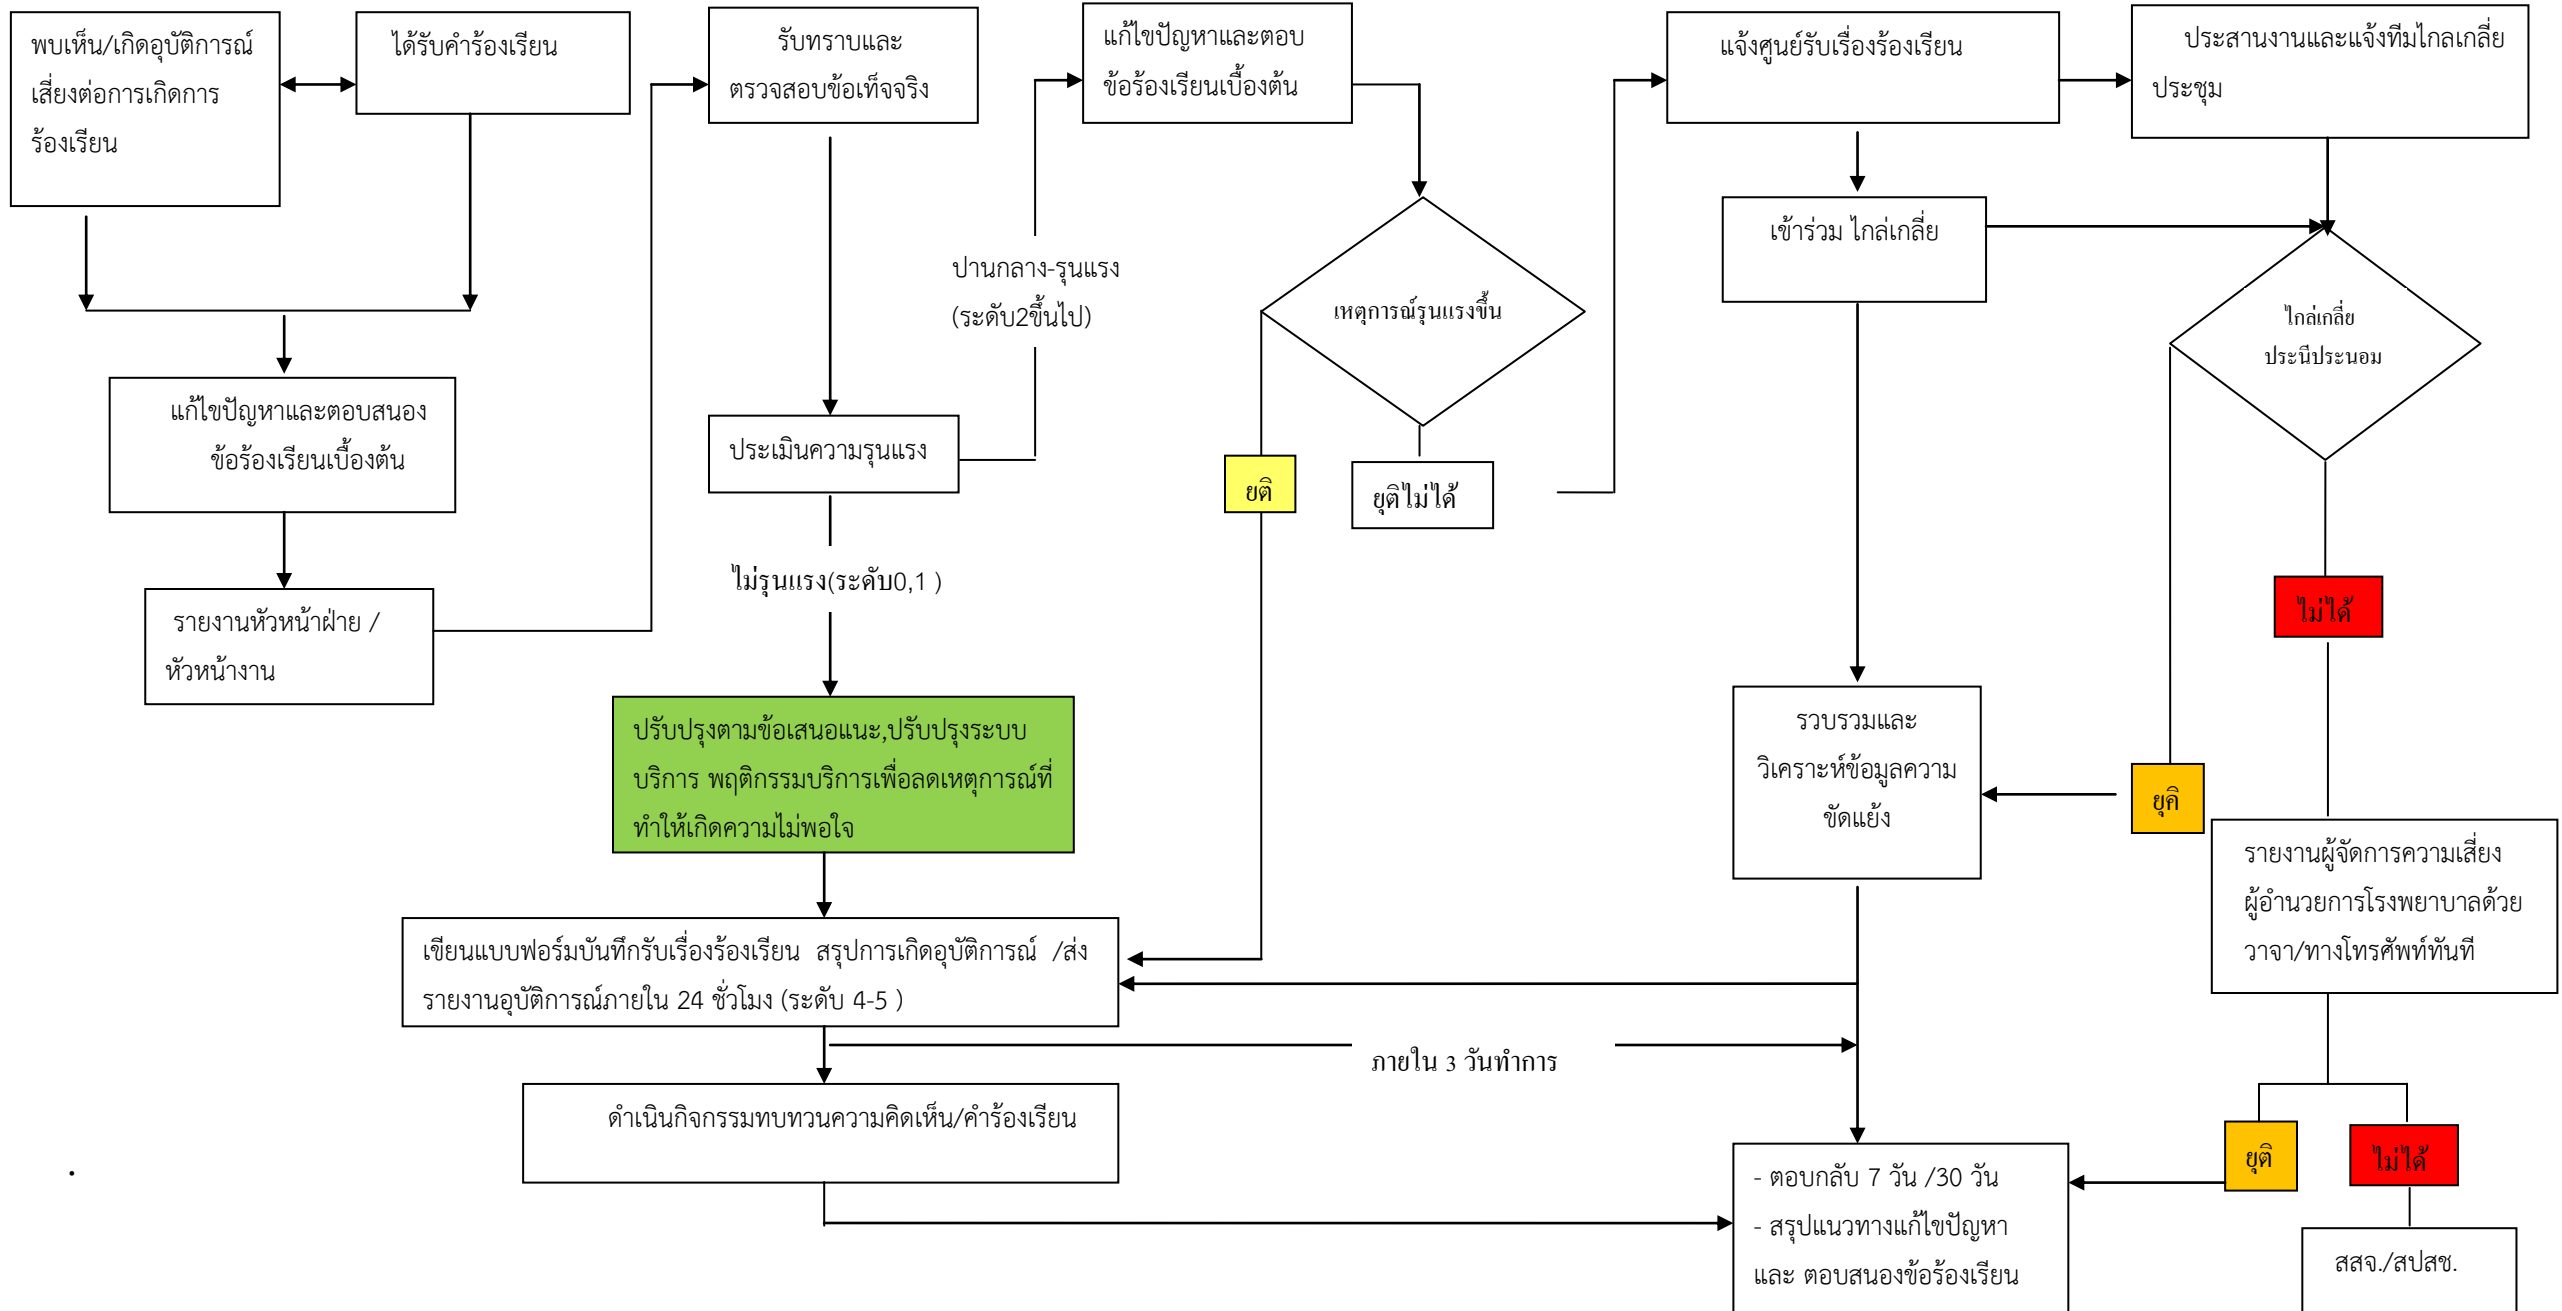 พบเห็น/เกิดอุบัติการณ์
เสี่ยงต่อการเกิดการ
ร้องเรียน
ได้รับคำร้องเรียน
แก้ไขปัญหาและตอบสนอง
ข้อร้องเรียนเบื้องต้น
รายงานหัวหน้าฝ่าย /
หัวหน้างาน
รับทราบและ
ตรวจสอบข้อเท็จจริง
ประเมินความรุนแรง
ปานกลาง-รุนแรง
(ระดับ2ขึ้นไป)
ไม่รุนแรง(ระดับ0,1 )
แก้ไขปัญหาและตอบ
ข้อร้องเรียนเบื้องต้น
เหตุการณ์รุนแรงขึ้น
ยติ
ยุติไม่ได้
แจ้งศูนย์รับเรื่องร้องเรียน
ประสานงานและแจ้งทีมไกลเกลี่ย
ประชุม
เข้าร่วม ไกล่เกลี่ย
ไกล่เกลี่ย
ประนีประนอม
ไม่ได้
ยุคิ
รวบรวมและ
วิเคราะห์ข้อมูลความ
ขัดแย้ง
รายงานผู้จัดการความเสี่ยง
ผู้อำนวยการโรงพยาบาลด้วย
วาจา/ทางโทรศัพท์ทันที
ปรับปรุงตามข้อเสนอแนะ,ปรับปรุงระบบ
บริการ พฤติกรรมบริการเพื่อลดเหตุการณ์ที่
ทำให้เกิดความไม่พอใจ
เขียนแบบฟอร์มบันทึกรับเรื่องร้องเรียน สรุปการเกิดอุบัติการณ์ /ส่ง
รายงานอุบัติการณ์ภายใน 24 ชั่วโมง (ระดับ 4-5 )
ภายใน 3 วันทำการ
ดำเนินกิจกรรมทบทวนความคิดเห็น/คำร้องเรียน
- ตอบกลับ 7 วัน /30 วัน
- สรุปแนวทางแก้ไขปัญหา
และ ตอบสนองข้อร้องเรียน
ยุติ
ไม่ได้
สสจ./สปสช.